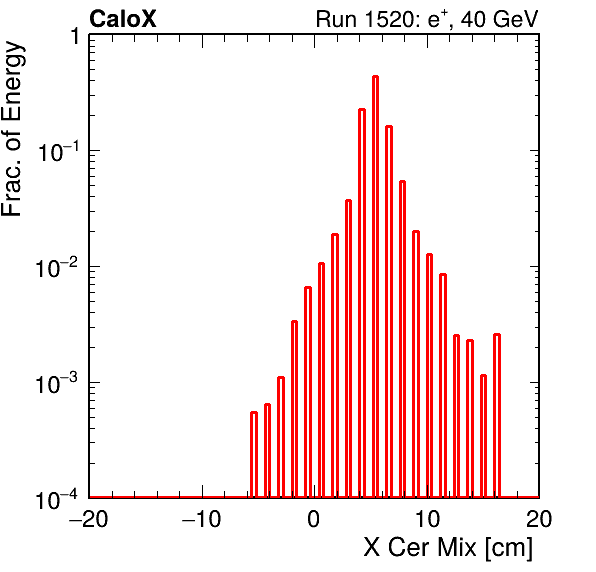 CaloX Run 1520: e⁺, 40 GeV
Frac. of Energy
1
10⁻¹
10⁻²
10⁻³
10⁻⁴
−20 −10 0 10 20
X Cer Mix [cm]